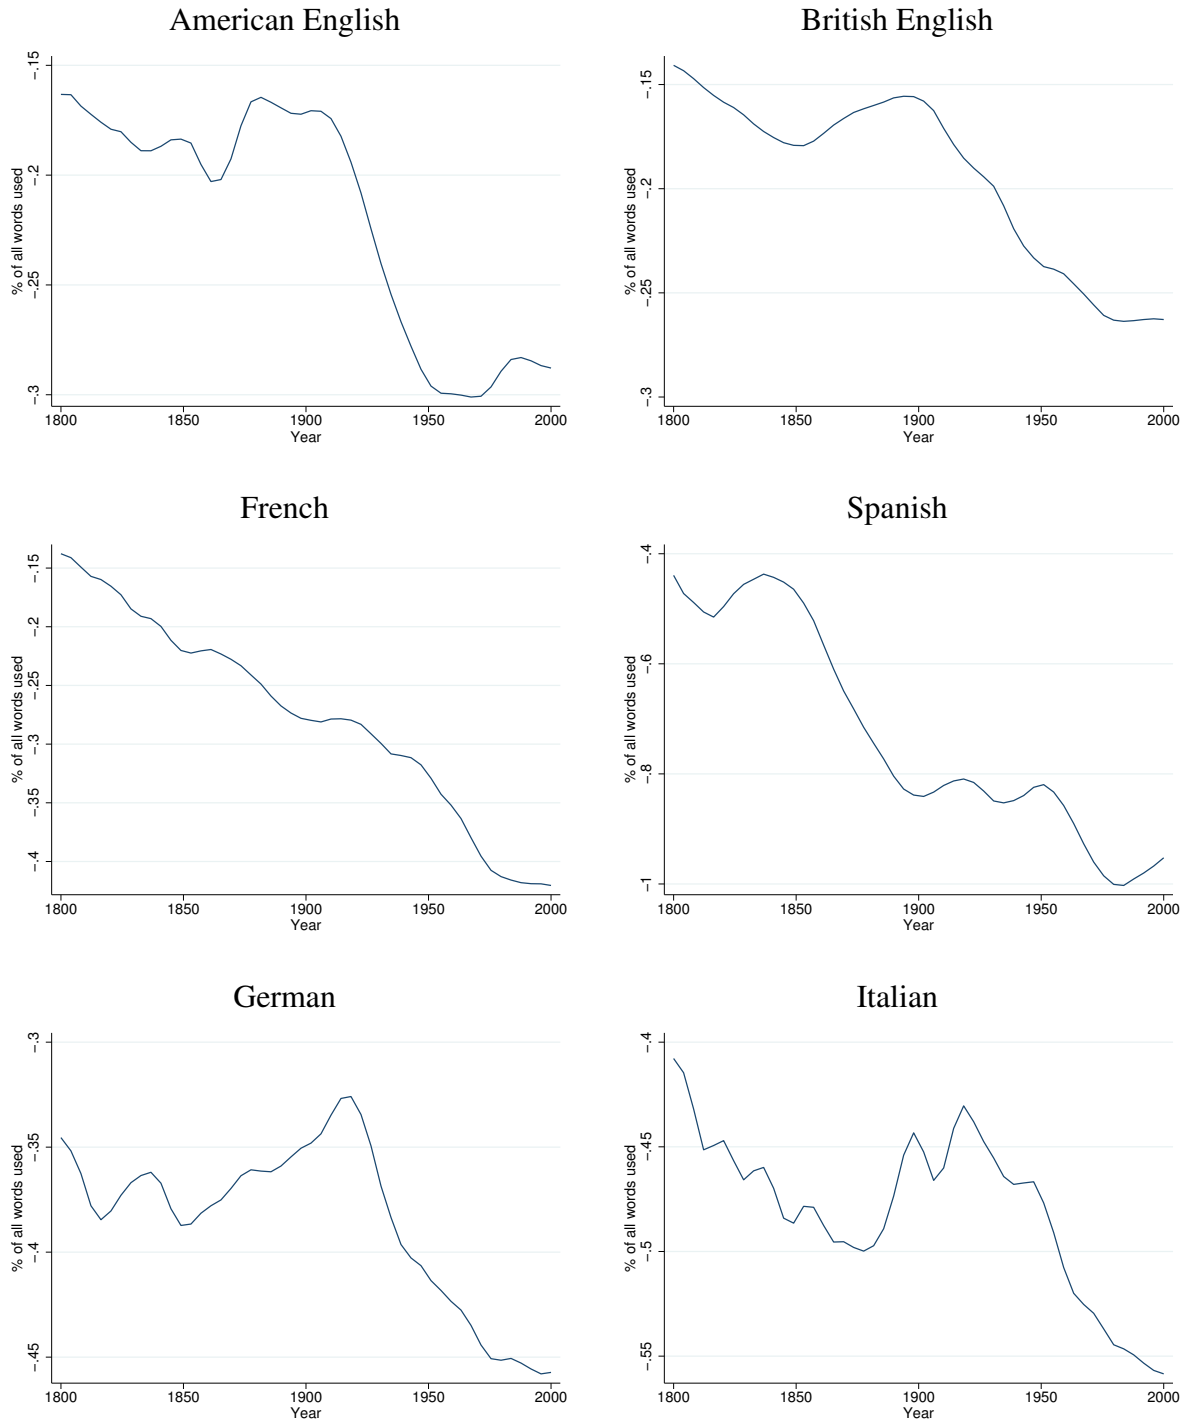 American English
% of all words used
−.15
−.2
−.25
−.3
1800 1850 1900 1950 2000
Year
British English
% of all words used
−.15
−.2
−.25
−.3
1800 1850 1900 1950 2000
Year
French
% of all words used
−.15
−.2
−.25
−.3
−.35
−.4
1800 1850 1900 1950 2000
Year
Spanish
% of all words used
−.4
−.6
−.8
−1
1800 1850 1900 1950 2000
Year
German
% of all words used
−.3
−.35
−.4
−.45
1800 1850 1900 1950 2000
Year
Italian
% of all words used
−.4
−.45
−.5
−.55
1800 1850 1900 1950 2000
Year